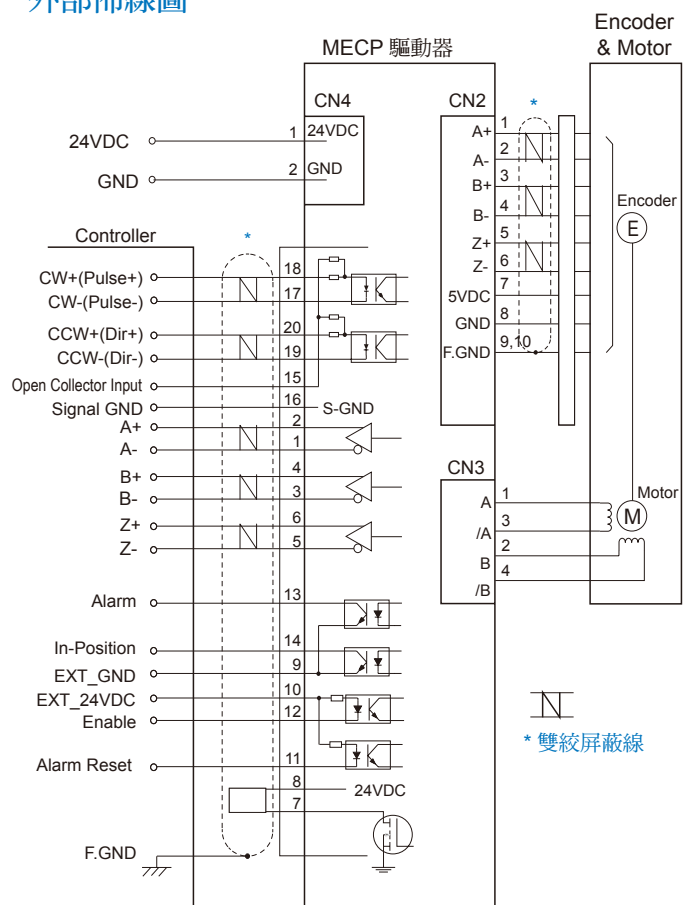 外部佈線圖
Encoder
& Motor
MECP 驅動器
CN4
24VDC 1 24VDC
GND 2 GND
CN2 *
A+ 1
A- 2
B+ 3
B- 4
Z+ 5
Z- 6
5VDC 7
GND 8
F.GND 9,10
Encoder
E
Controller *
CW+(Pulse+) 18
CW-(Pulse-) 17
CCW+(Dir+) 20
CCW-(Dir-) 19
Open Collector Input 15
Signal GND 16 S-GND
A+ 2
A- 1
B+ 4
B- 3
Z+ 6
Z- 5
CN3
A 1
/A 3
B 2
/B 4
Motor
M
Alarm 13
In-Position 14
EXT_GND 9
EXT_24VDC 10
Enable 12
Alarm Reset 11
8 24VDC
7
F.GND
* 雙絞屏蔽線